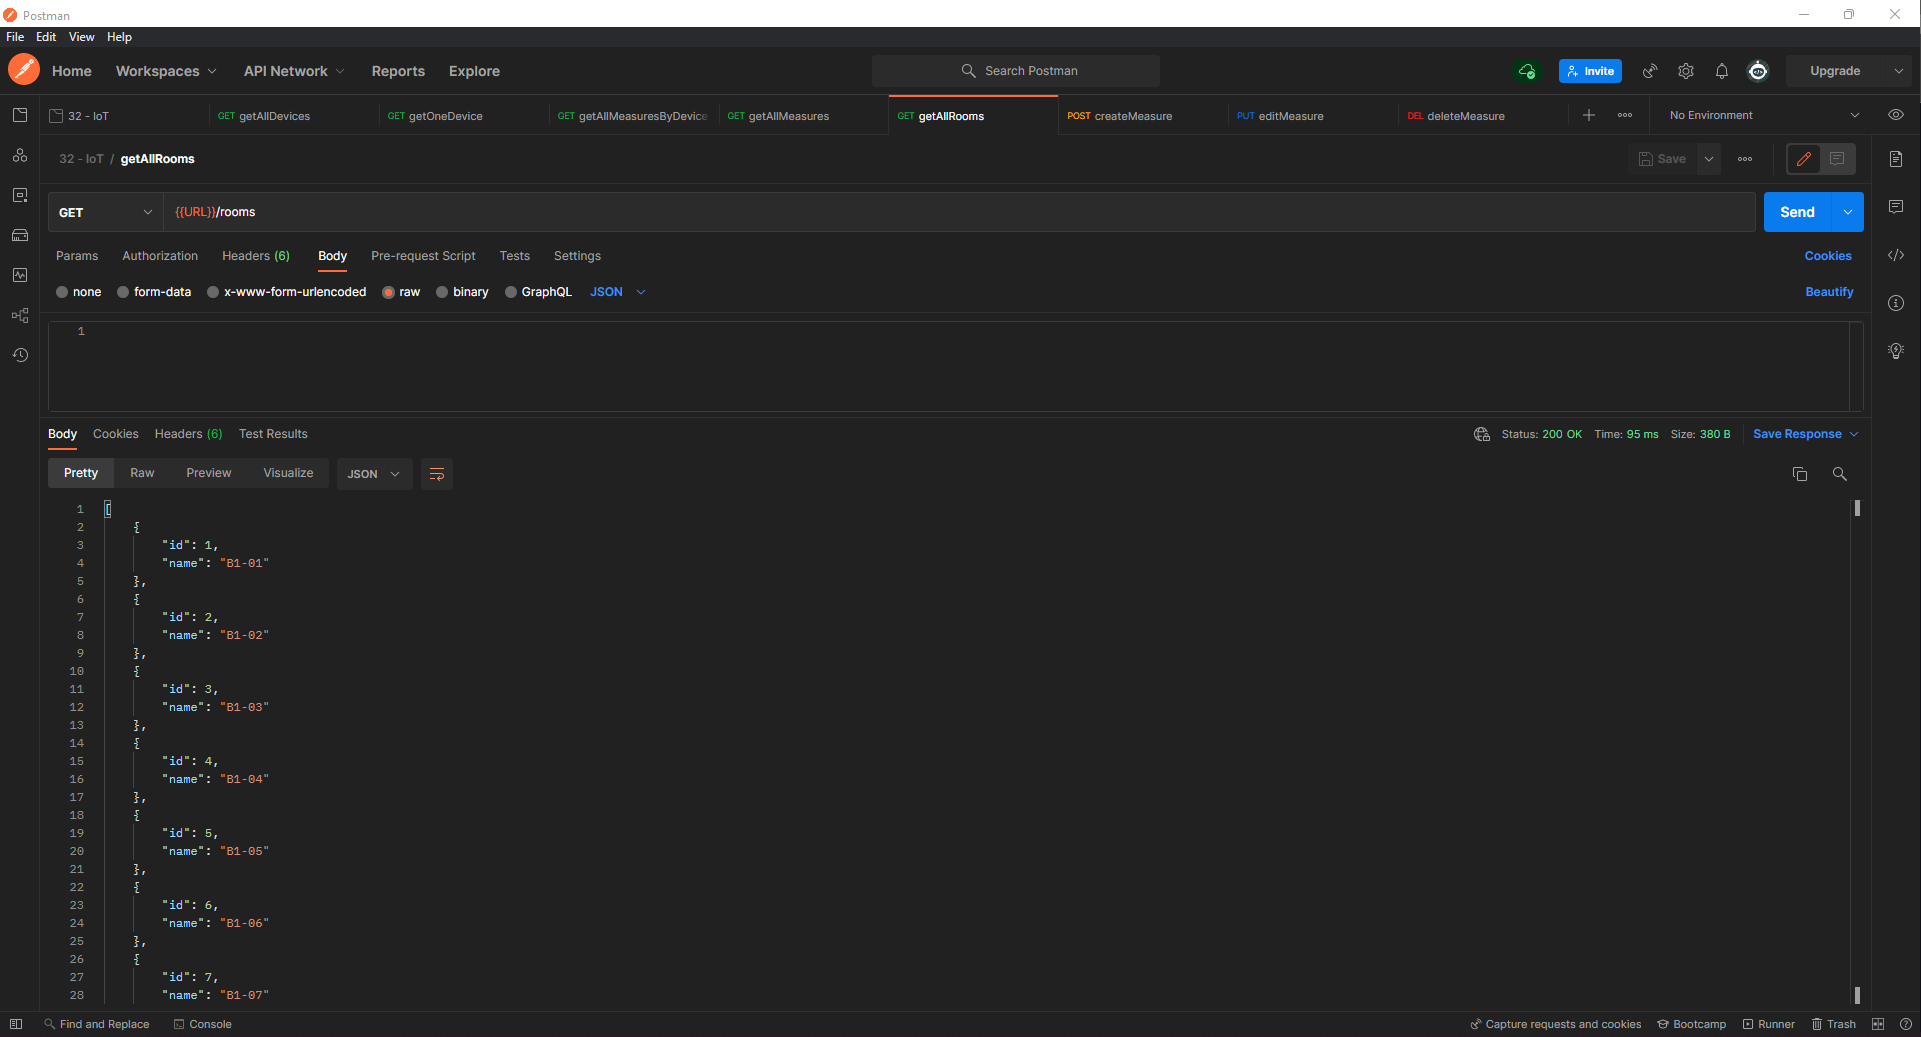 Postman
File Edit View Help
Home Workspaces API Network Reports Explore Search Postman Invite Upgrade
32 - IoT GET getAllDevices GET getOneDevice GET getAllMeasuresByDevice GET getAllMeasures GET getAllRooms POST createMeasure PUT editMeasure DEL deleteMeasure No Environment
32 - IoT / getAllRooms Save
GET {{URL}}/rooms Send
Params Authorization Headers (6) Body Pre-request Script Tests Settings Cookies
none form-data x-www-form-urlencoded raw binary GraphQL JSON Beautify
1
Body Cookies Headers (6) Test Results Status: 200 OK Time: 95 ms Size: 380 B Save Response
Pretty Raw Preview Visualize JSON
1 [
2 {
3 "id": 1,
4 "name": "B1-01"
5 },
6 {
7 "id": 2,
8 "name": "B1-02"
9 },
10 {
11 "id": 3,
12 "name": "B1-03"
13 },
14 {
15 "id": 4,
16 "name": "B1-04"
17 },
18 {
19 "id": 5,
20 "name": "B1-05"
21 },
22 {
23 "id": 6,
24 "name": "B1-06"
25 },
26 {
27 "id": 7,
28 "name": "B1-07"
Find and Replace Console Capture requests and cookies Bootcamp Runner Trash